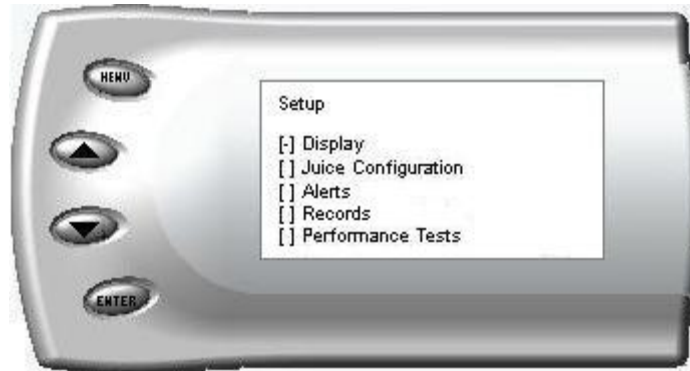 MENU
ENTER
Setup
[-] Display
[ ] Juice Configuration
[ ] Alerts
[ ] Records
[ ] Performance Tests